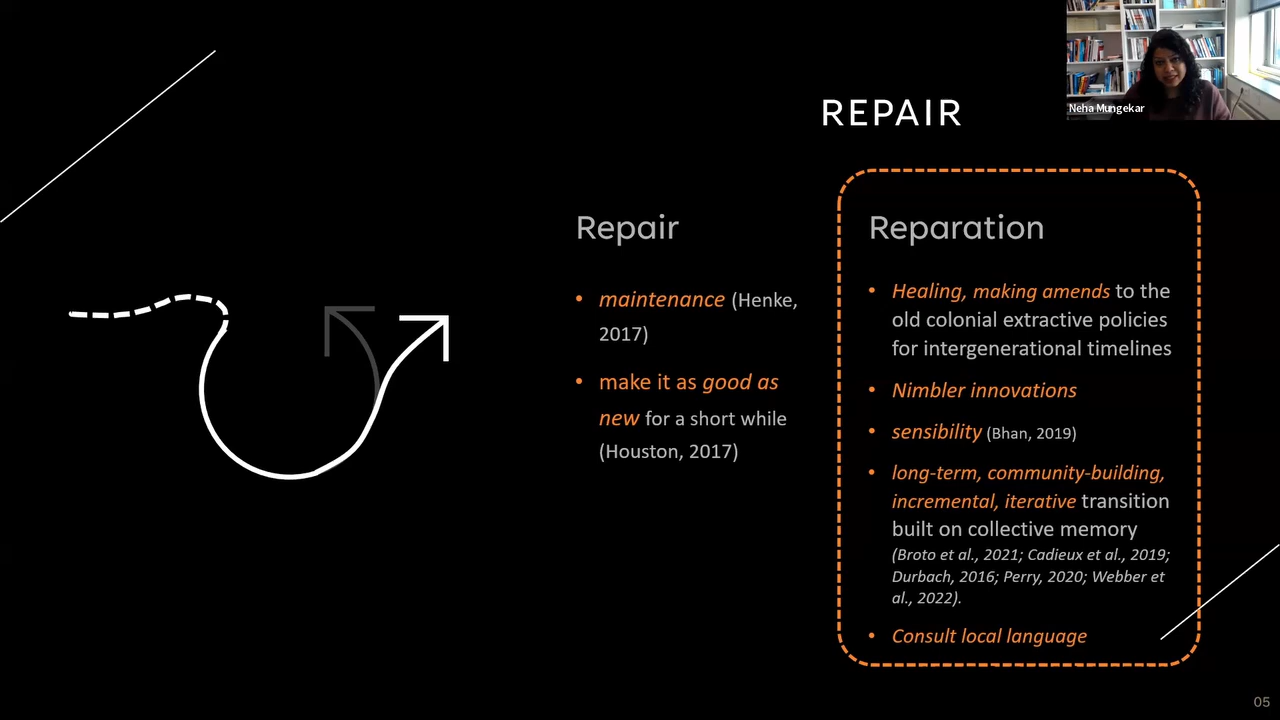 Neha Mungekar
REPAIR
Repair
• maintenance (Henke,
2017)
• make it as good as
new for a short while
(Houston, 2017)
Reparation
• Healing, making amends to the
old colonial extractive policies
for intergenerational timelines
• Nimbler innovations
• sensibility (Bhan, 2019)
• long-term, community-building,
incremental, iterative transition
built on collective memory
(Broto et al., 2021; Cadieux et al., 2019;
Durbach, 2016; Perry, 2020; Webber et
al., 2022).
• Consult local language
05